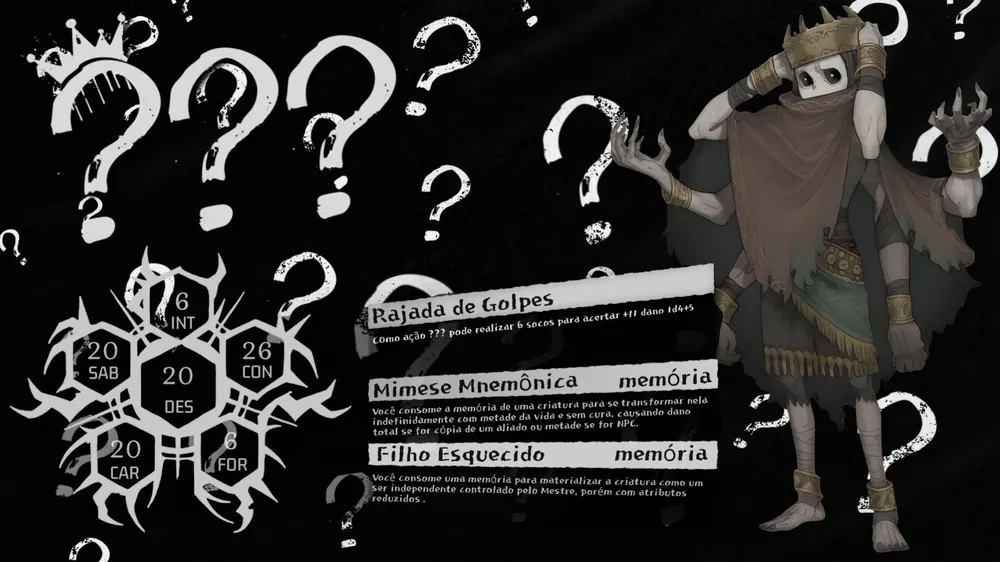 ???
6
INT
20
SAB
26
CON
20
DES
20
CAR
6
FOR
Rajada de Golpes
Como ação ??? pode realizar 6 socos para acertar +11 dano 1d4+5
Mimese Mnemônica memória
Você consome a memória de uma criatura para se transformar nela
indefinidamente com metade da vida e sem cura, causando dano
total se for cópia de um aliado ou metade se for NPC.
Filho Esquecido memória
Você consome uma memória para materializar a criatura como um
ser independente controlado pelo Mestre, porém com atributos
reduzidos .